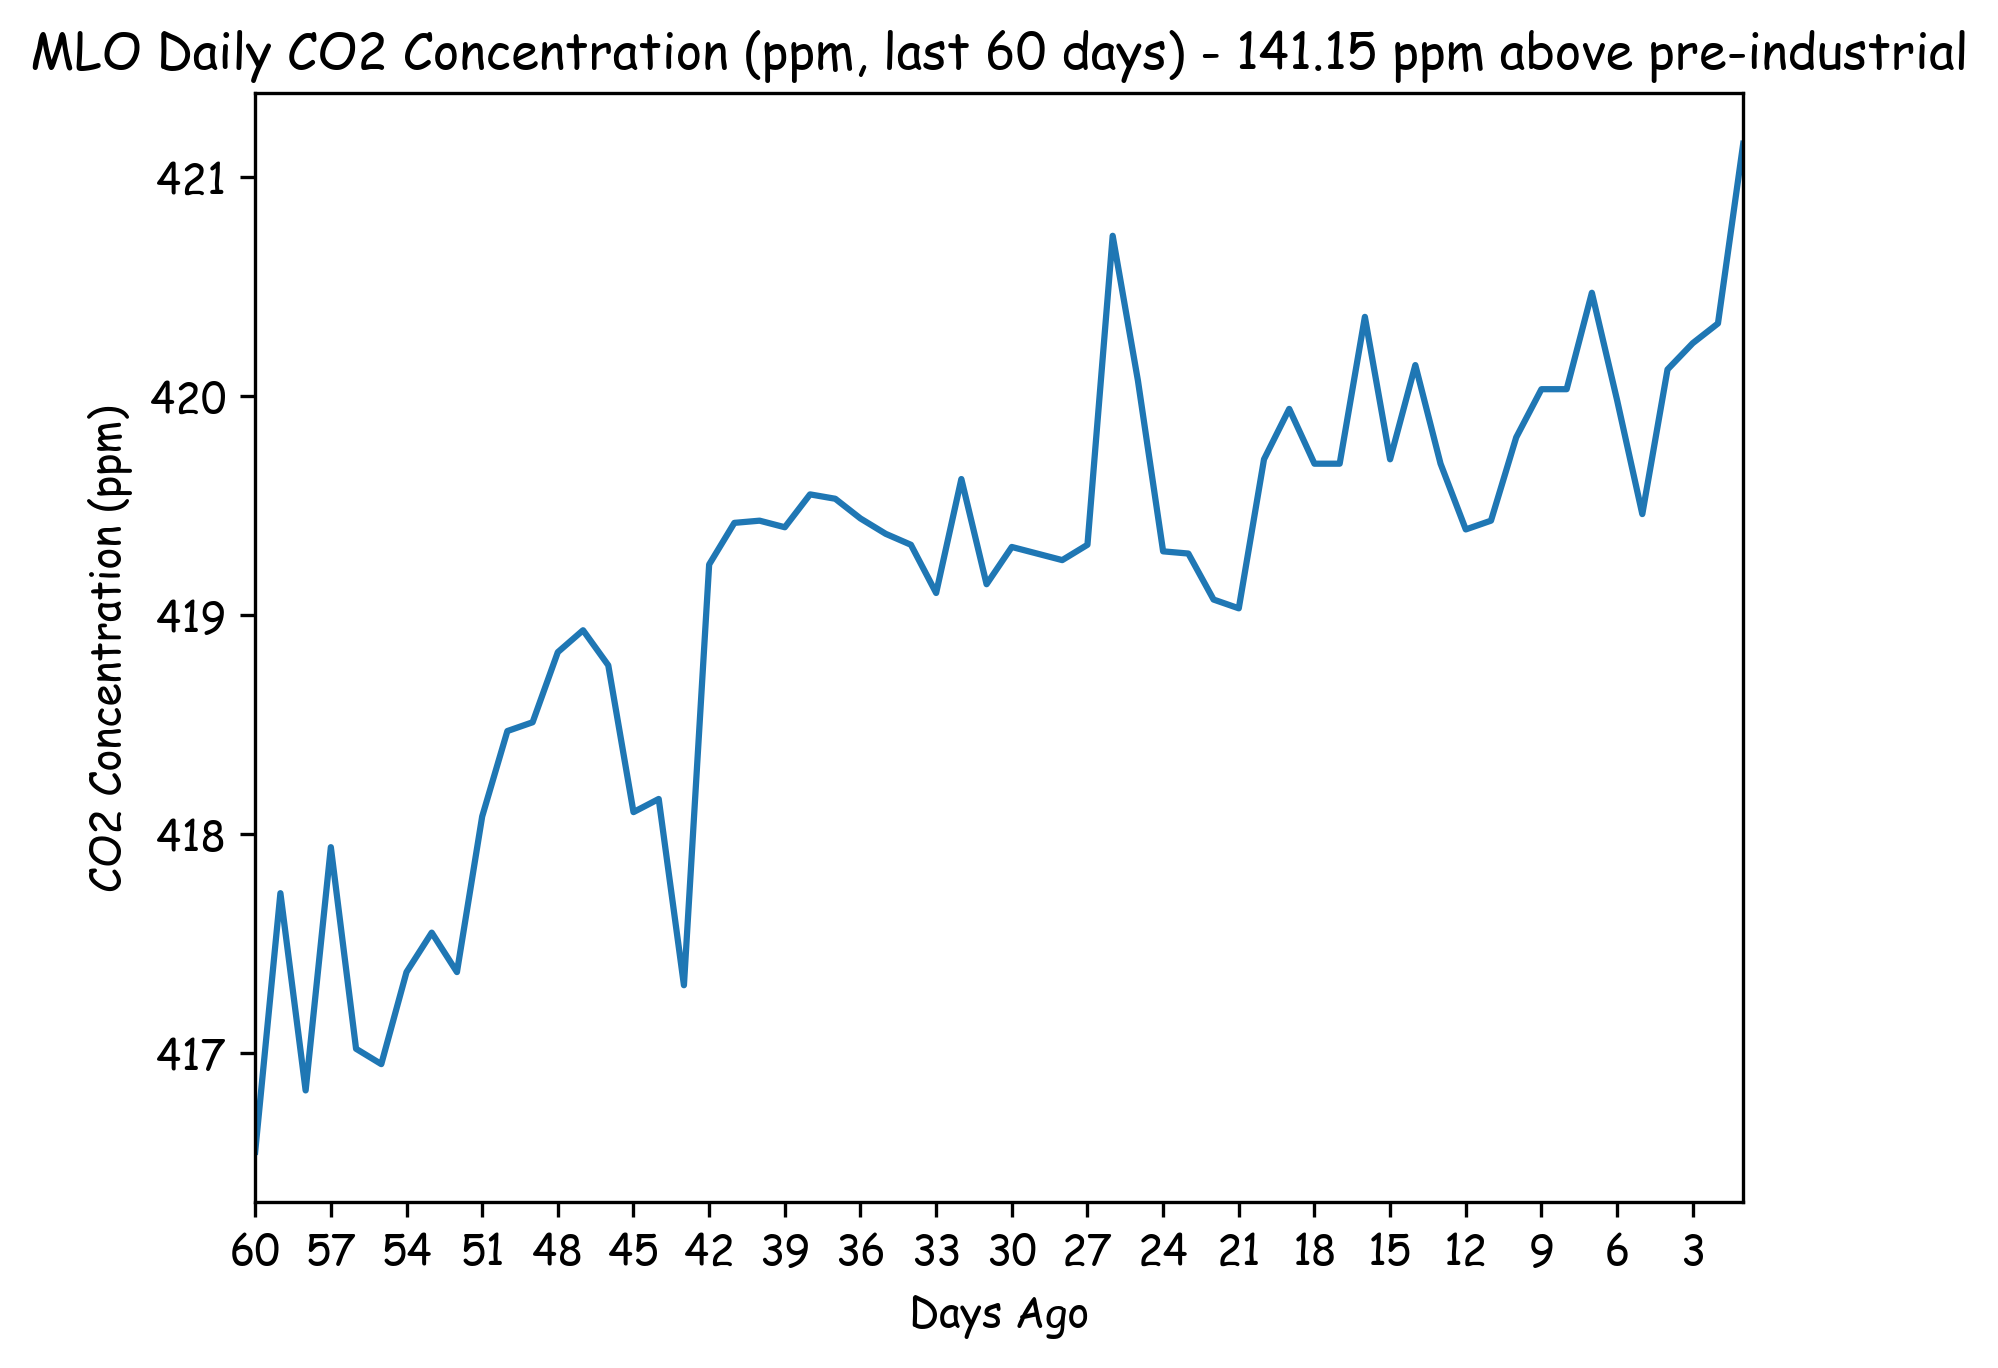 MLO Daily CO2 Concentration (ppm, last 60 days) - 141.15 ppm above pre-industrial
421
420
419
418
417
CO2 Concentration (ppm)
60 57 54 51 48 45 42 39 36 33 30 27 24 21 18 15 12 9 6 3
Days Ago